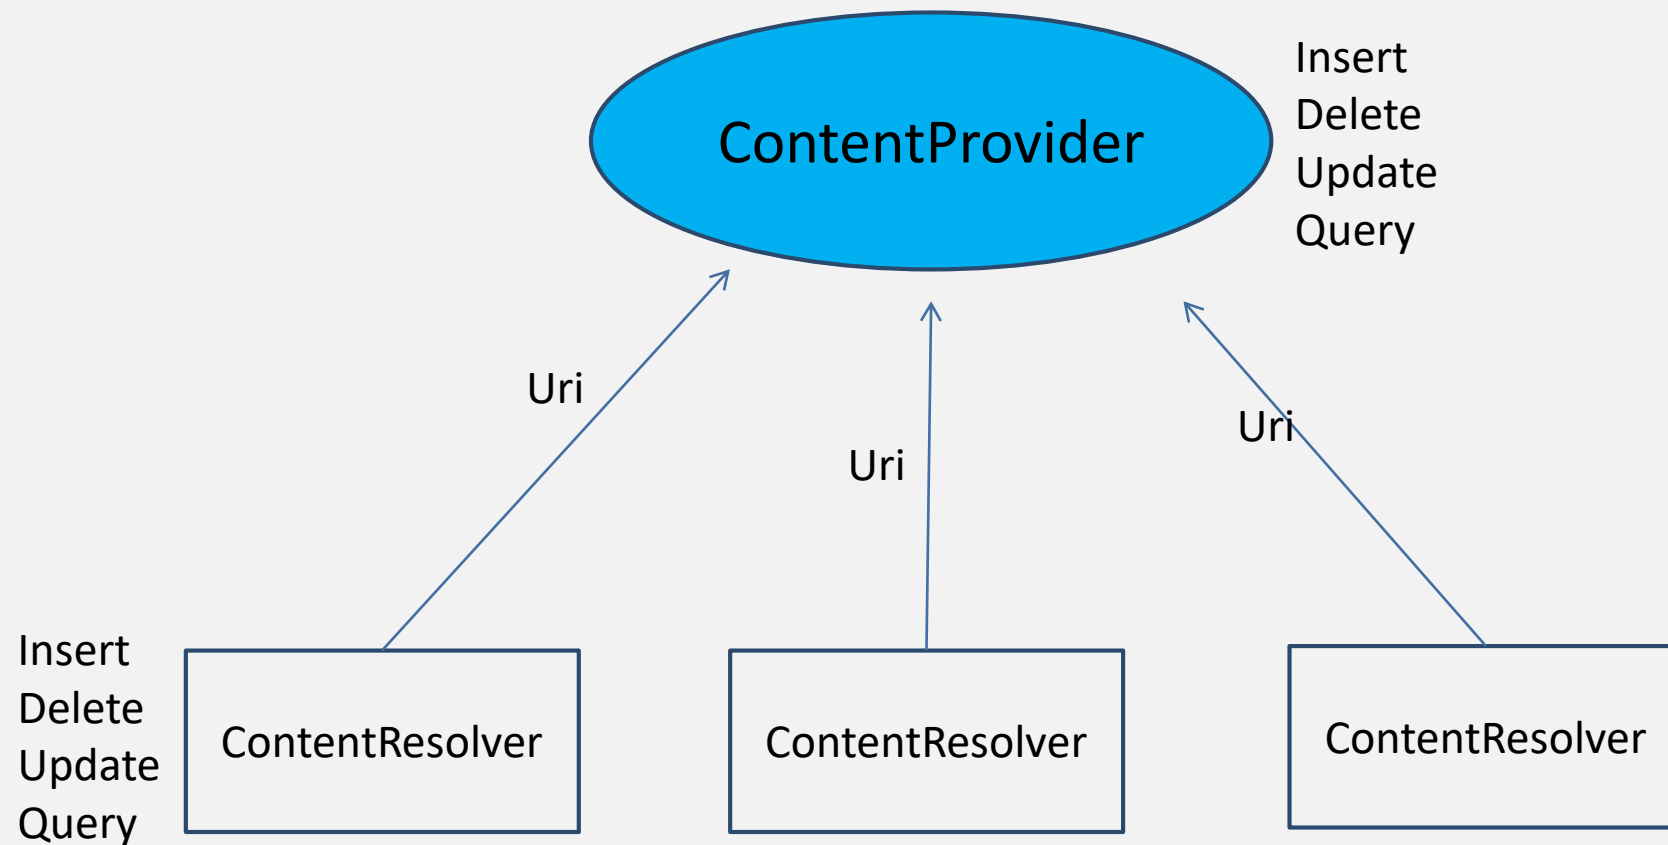 ContentProvider
Insert
Delete
Update
Query
Uri
Uri
Uri
Insert
Delete
Update
Query
ContentResolver
ContentResolver
ContentResolver